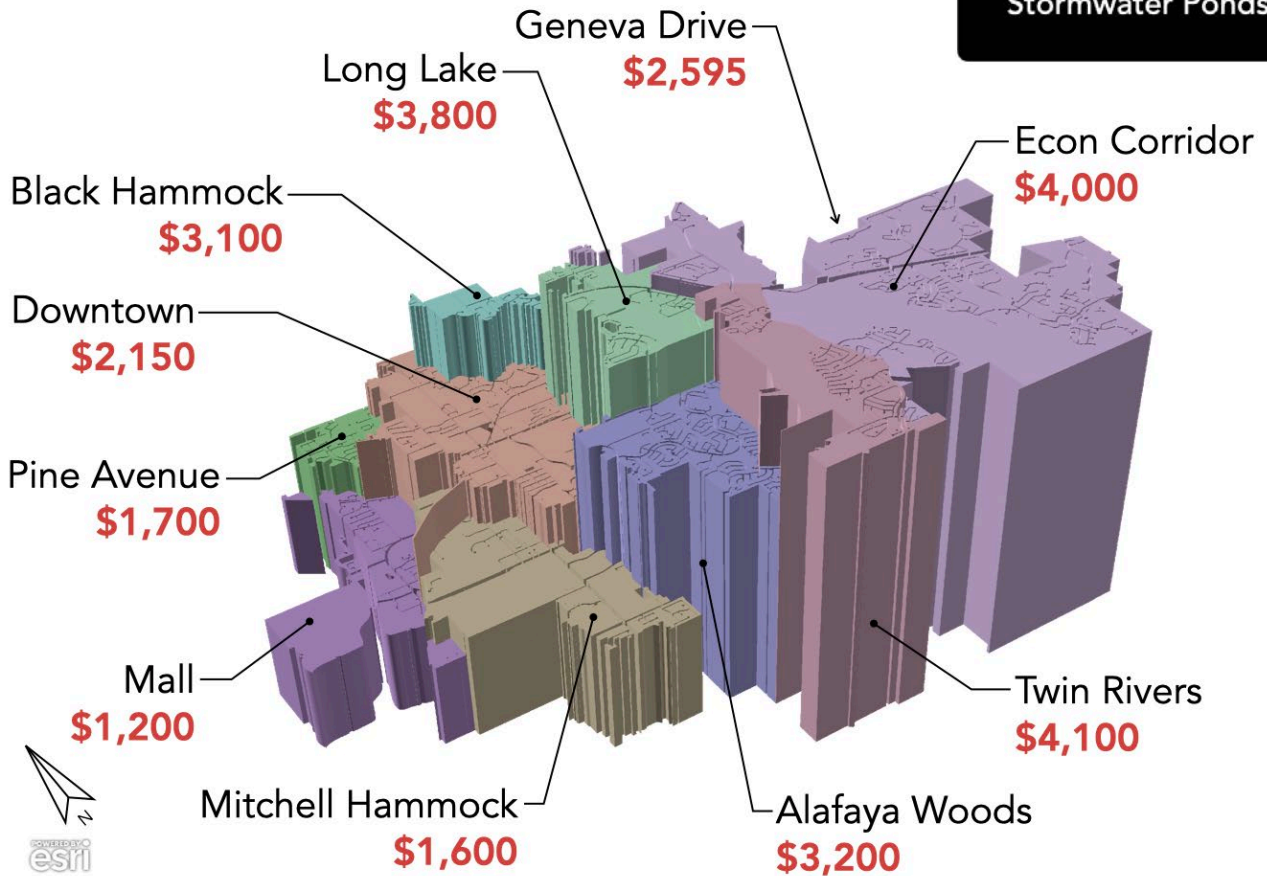 Stormwater Ponds
Geneva Drive
$2,595
Long Lake
$3,800
Econ Corridor
$4,000
Black Hammock
$3,100
Downtown
$2,150
Pine Avenue
$1,700
Mall
$1,200
Twin Rivers
$4,100
Mitchell Hammock
$1,600
Alafaya Woods
$3,200
N
POWERED BY
esri